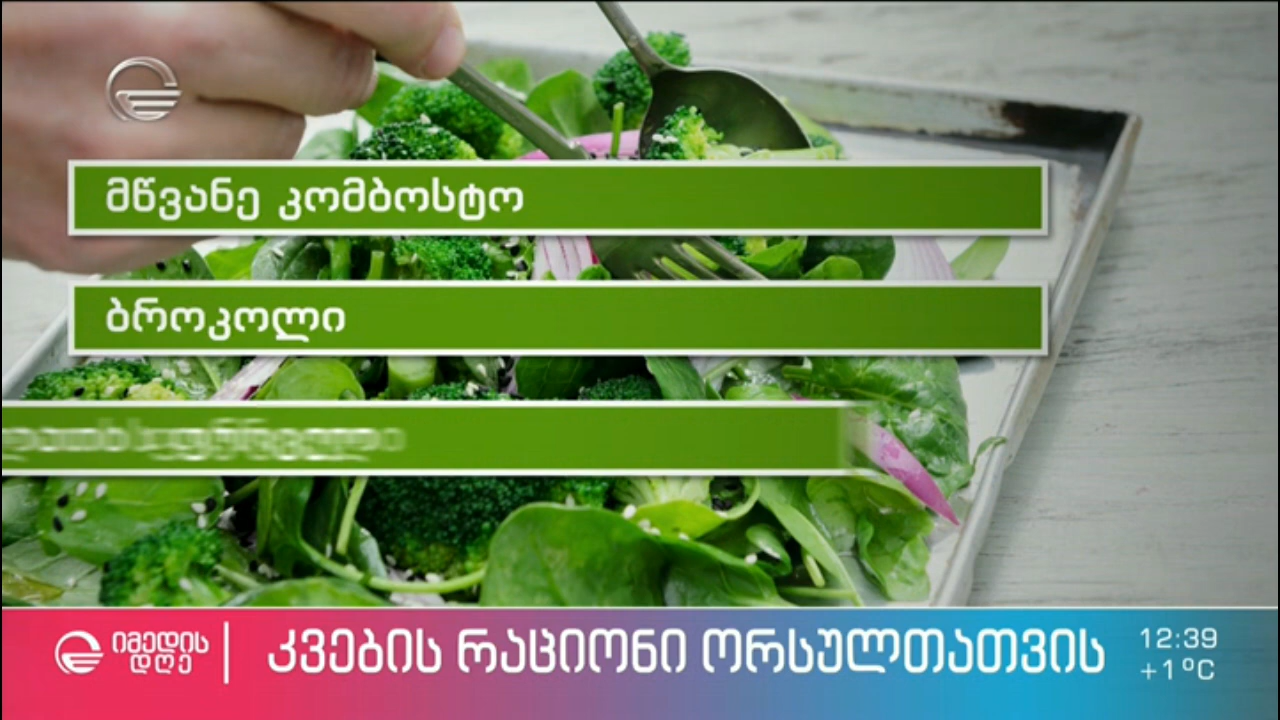 მწვანე კომბოსტო
ბროკოლი
იმედის
დღე
კვების რაციონი ორსულთათვის
12:39
+1°C